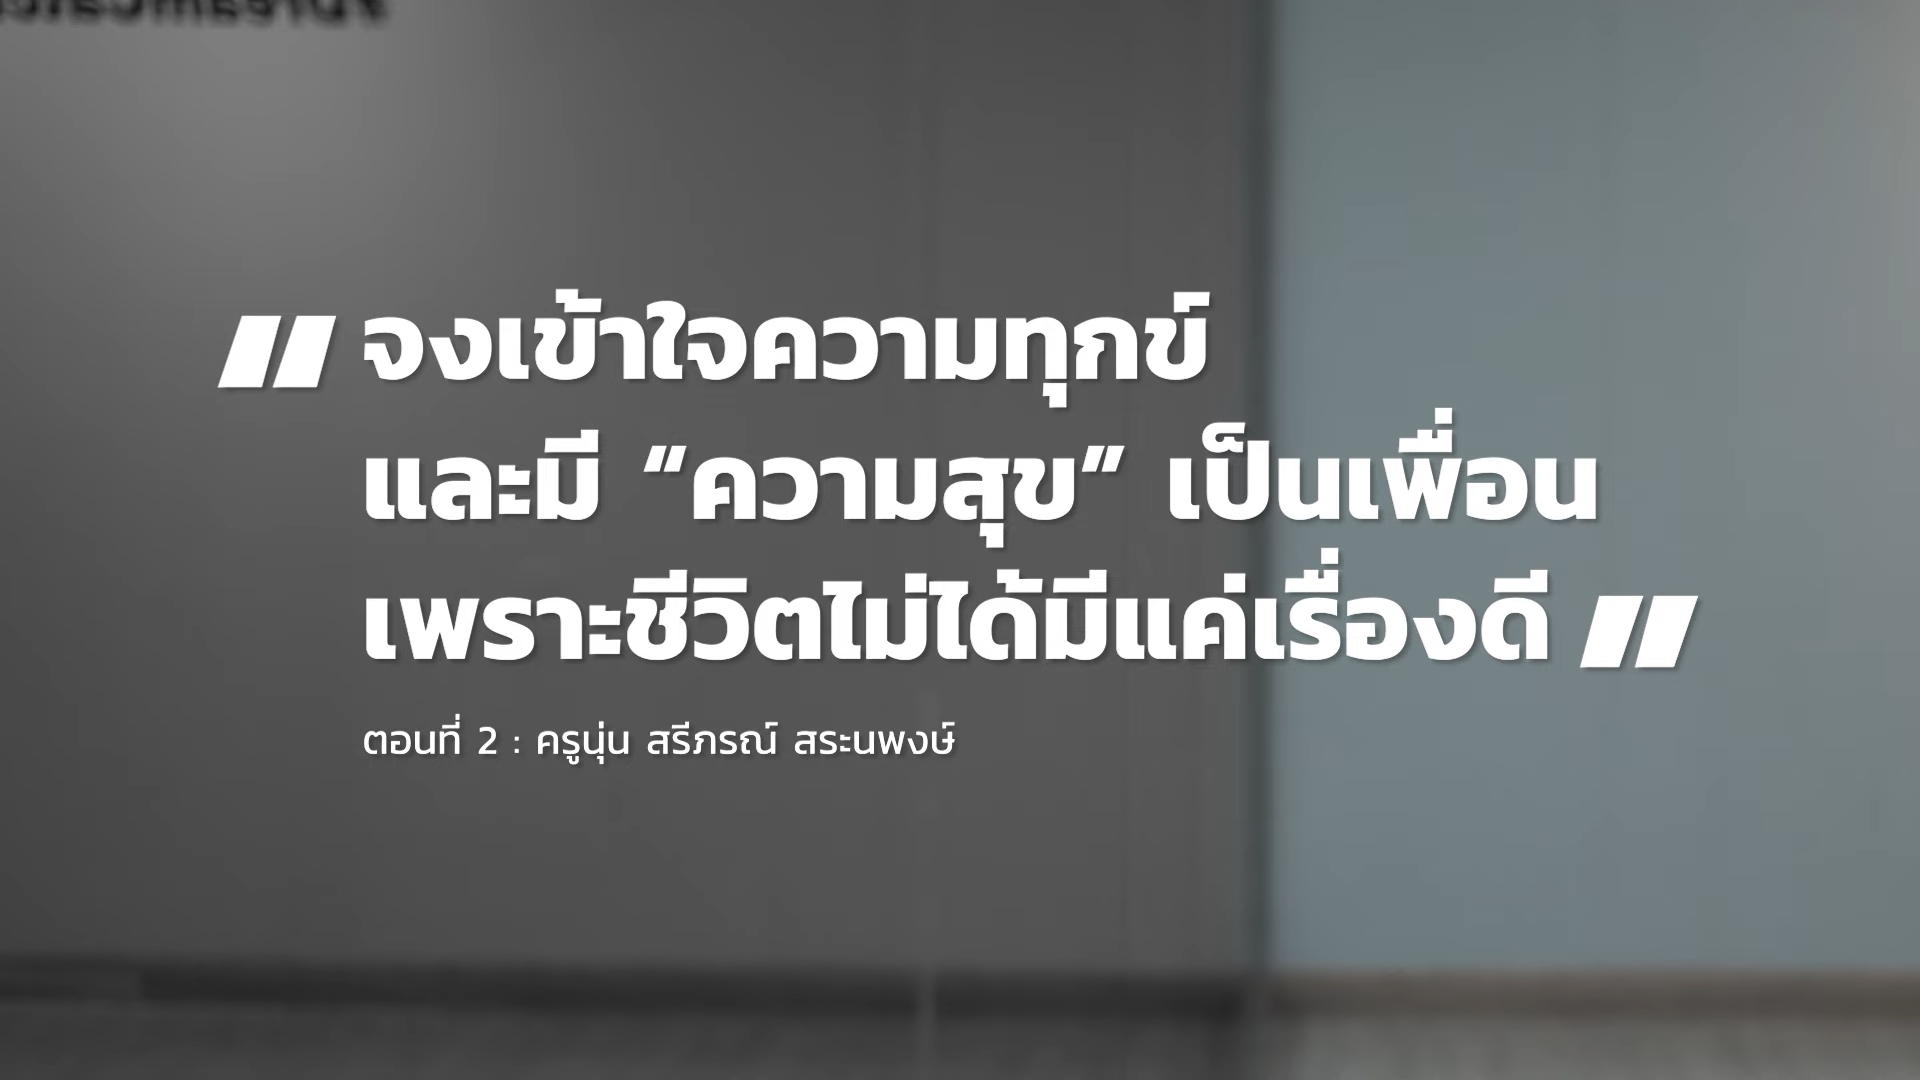 "จงเข้าใจความทุกข์
และมี “ความสุข” เป็นเพื่อน
เพราะชีวิตไม่ได้มีแค่เรื่องดี"
ตอนที่ 2 : ครูนุ่น สรีภรณ์ สระนพงษ์